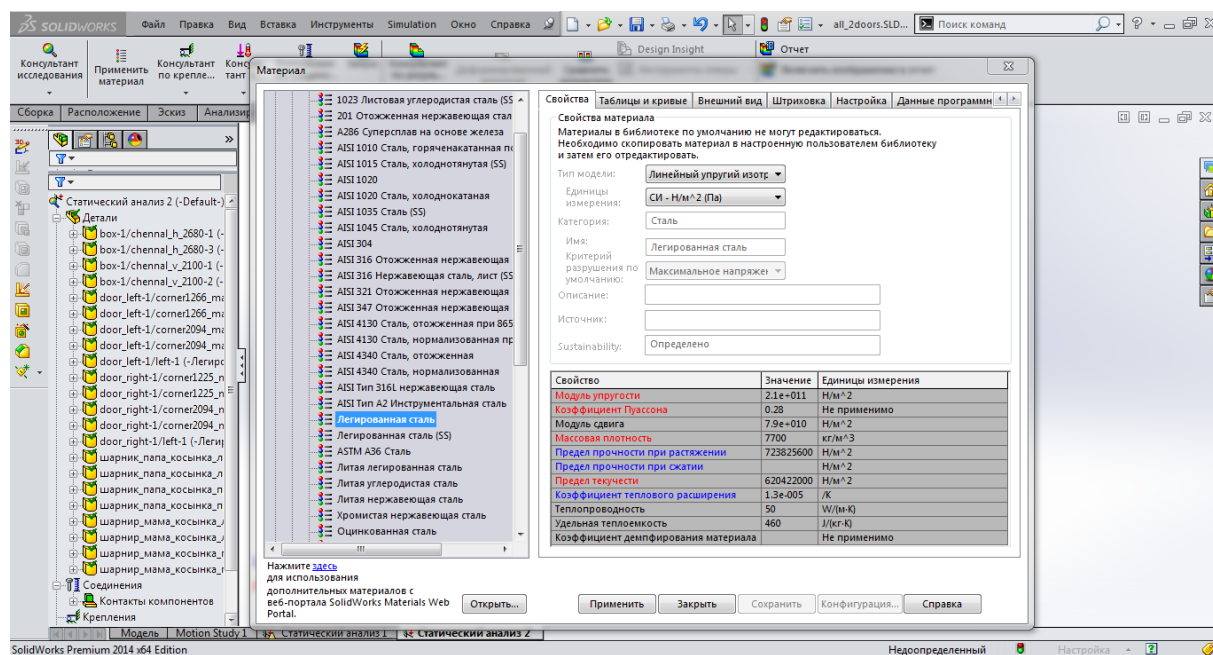 SOLIDWORKS Файл Правка Вид Вставка Инструменты Simulation Окно Справка all_2doors.SLD... Поиск команд
Консультант исследования
Применить материал
Консультант по крепле...
Design Insight
Отчет
Сборка Расположение Эскиз
Статический анализ 2 (-Default-)
Детали
box-1/chennal_h_2680-1 (-
box-1/chennal_h_2680-3 (-
box-1/chennal_v_2100-1 (-
box-1/chennal_v_2100-2 (-
door_left-1/corner1266_ma
door_left-1/corner1266_ma
door_left-1/corner2094_ma
door_left-1/corner2094_ma
door_left-1/left-1 (-Легирс
door_right-1/corner1225_n
door_right-1/corner1225_n
door_right-1/corner2094_n
door_right-1/corner2094_n
door_right-1/left-1 (-Легир
шарник_папа_косынка_л
шарник_папа_косынка_л
шарник_папа_косынка_п
шарник_папа_косынка_п
шарнир_мама_косынка_
шарнир_мама_косынка_
шарнир_мама_косынка_
шарнир_мама_косынка_
Соединения
Контакты компонентов
Крепления
Материал
1023 Листовая углеродистая сталь (SS
201 Отожженная нержавеющая стал
A286 Суперсплав на основе железа
AISI 1010 Сталь, горяченакатанная по
AISI 1015 Сталь, холоднотянутая (SS)
AISI 1020
AISI 1020 Сталь, холоднокатаная
AISI 1035 Сталь (SS)
AISI 1045 Сталь, холоднотянутая
AISI 304
AISI 316 Отожженная нержавеющая
AISI 316 Нержавеющая сталь, лист (SS
AISI 321 Отожженная нержавеющая
AISI 347 Отожженная нержавеющая
AISI 4130 Сталь, отожженная при 865
AISI 4130 Сталь, нормализованная пр
AISI 4340 Сталь, отожженная
AISI 4340 Сталь, нормализованная
AISI Тип 316L нержавеющая сталь
AISI Тип A2 Инструментальная сталь
Легированная сталь
Легированная сталь (SS)
ASTM A36 Сталь
Литая легированная сталь
Литая углеродистая сталь
Литая нержавеющая сталь
Хромистая нержавеющая сталь
Оцинкованная сталь
Нажмите здесь
для использования
дополнительных материалов с
веб-портала SolidWorks Materials Web
Portal.
Открыть...
Свойства Таблицы и кривые Внешний вид Штриховка Настройка Данные программн
Свойства материала
Материалы в библиотеке по умолчанию не могут редактироваться.
Необходимо скопировать материал в настроенную пользователем библиотеку
и затем его отредактировать.
Тип модели: Линейный упругий изотр
Единицы измерения: СИ - Н/м^2 (Па)
Категория: Сталь
Имя: Легированная сталь
Критерий разрушения по умолчанию: Максимальное напряжен
Описание:
Источник:
Sustainability: Определено
Свойство Значение Единицы измерения
Модуль упругости 2.1e+011 Н/м^2
Коэффициент Пуассона 0.28 Не применимо
Модуль сдвига 7.9e+010 Н/м^2
Массовая плотность 7700 кг/м^3
Предел прочности при растяжении 723825600 Н/м^2
Предел прочности при сжатии Н/м^2
Предел текучести 620422000 Н/м^2
Коэффициент теплового расширения 1.3e-005 /K
Теплопроводность 50 W/(м·K)
Удельная теплоемкость 460 J/(кг·K)
Коэффициент демпфирования материала Не применимо
Применить Закрыть Сохранить Конфигурация... Справка
Модель Motion Study 1 Статический анализ 1 Статический анализ 2
SolidWorks Premium 2014 x64 Edition Недоопределенный Настройка